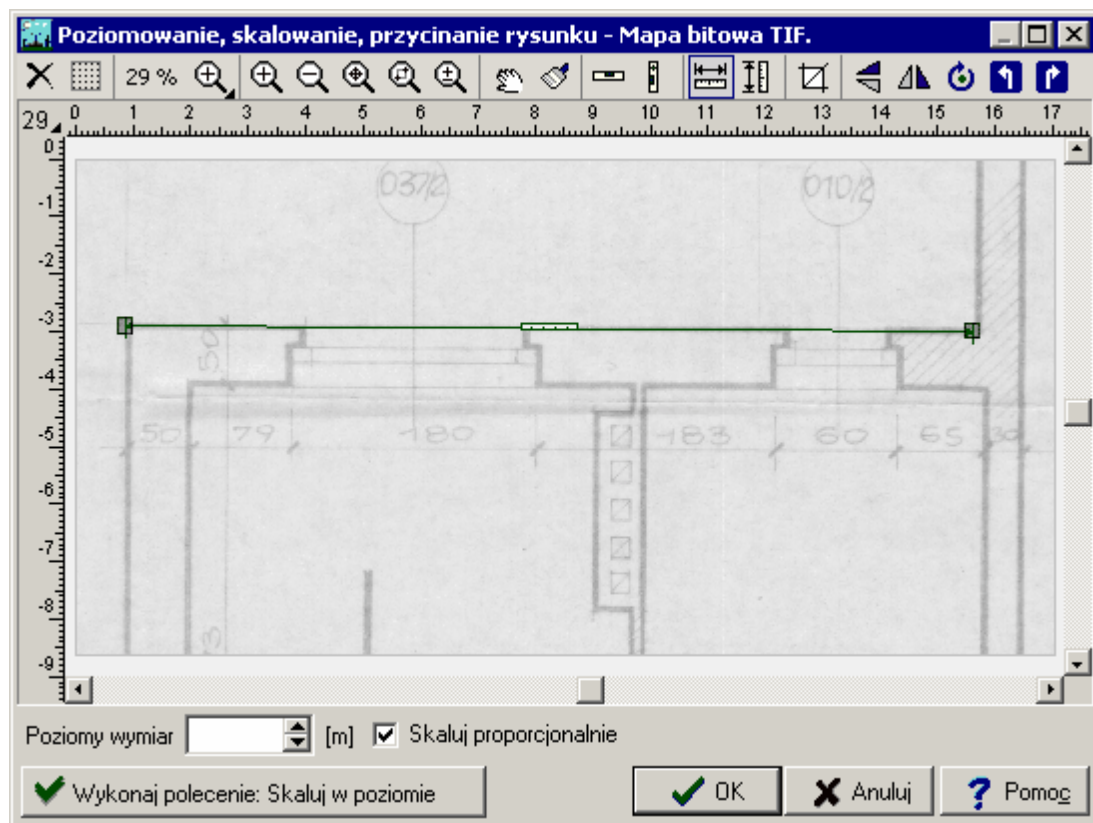 Poziomowanie, skalowanie, przycinanie rysunku - Mapa bitowa TIF.
29 %
29 0 1 2 3 4 5 6 7 8 9 10 11 12 13 14 15 16 17
0
-1
-2
-3
-4
-5
-6
-7
-8
-9
037/2 010/2
50
50 79 180 183 60 65 30
Poziomy wymiar [m] Skaluj proporcjonalnie
Wykonaj polecenie: Skaluj w poziomie OK Anuluj ? Pomoc